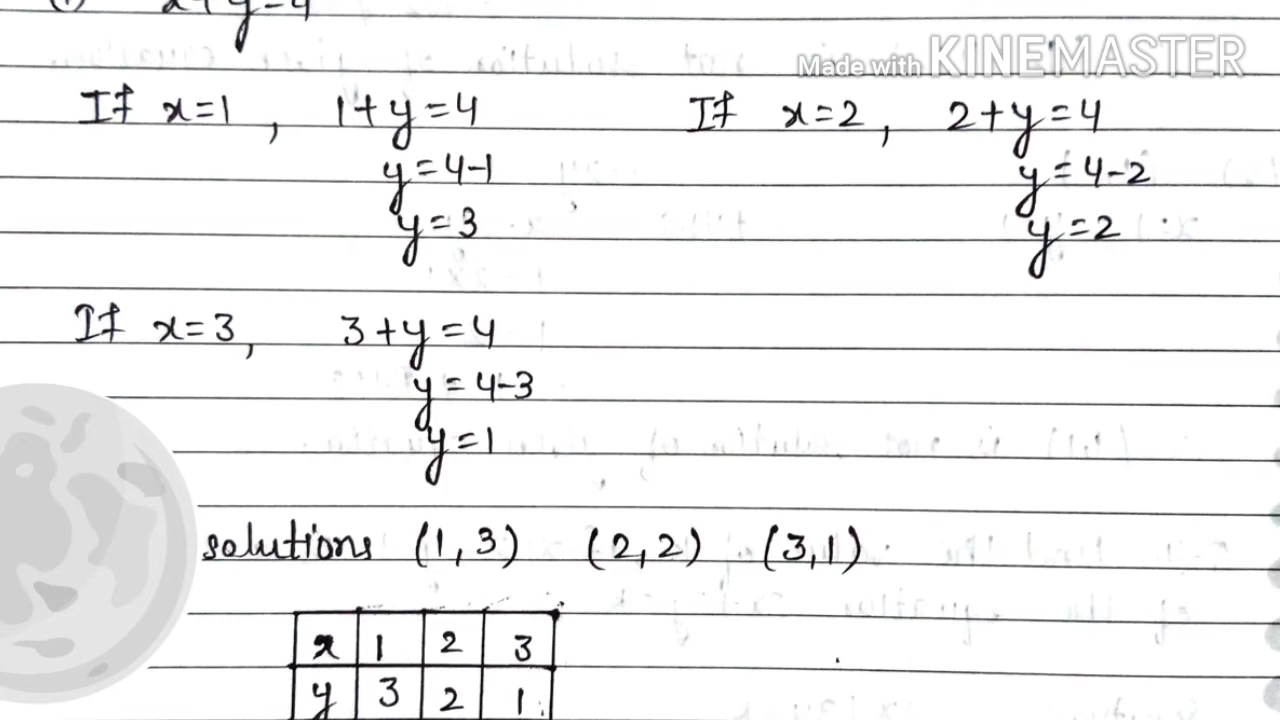 x+y=4
Made with KINEMASTER
If x=1, 1+y=4 If x=2, 2+y=4
y=4-1 y=4-2
y=3 y=2
If x=3, 3+y=4
y=4-3
y=1
solutions (1,3) (2,2) (3,1)
x 1 2 3
y 3 2 1